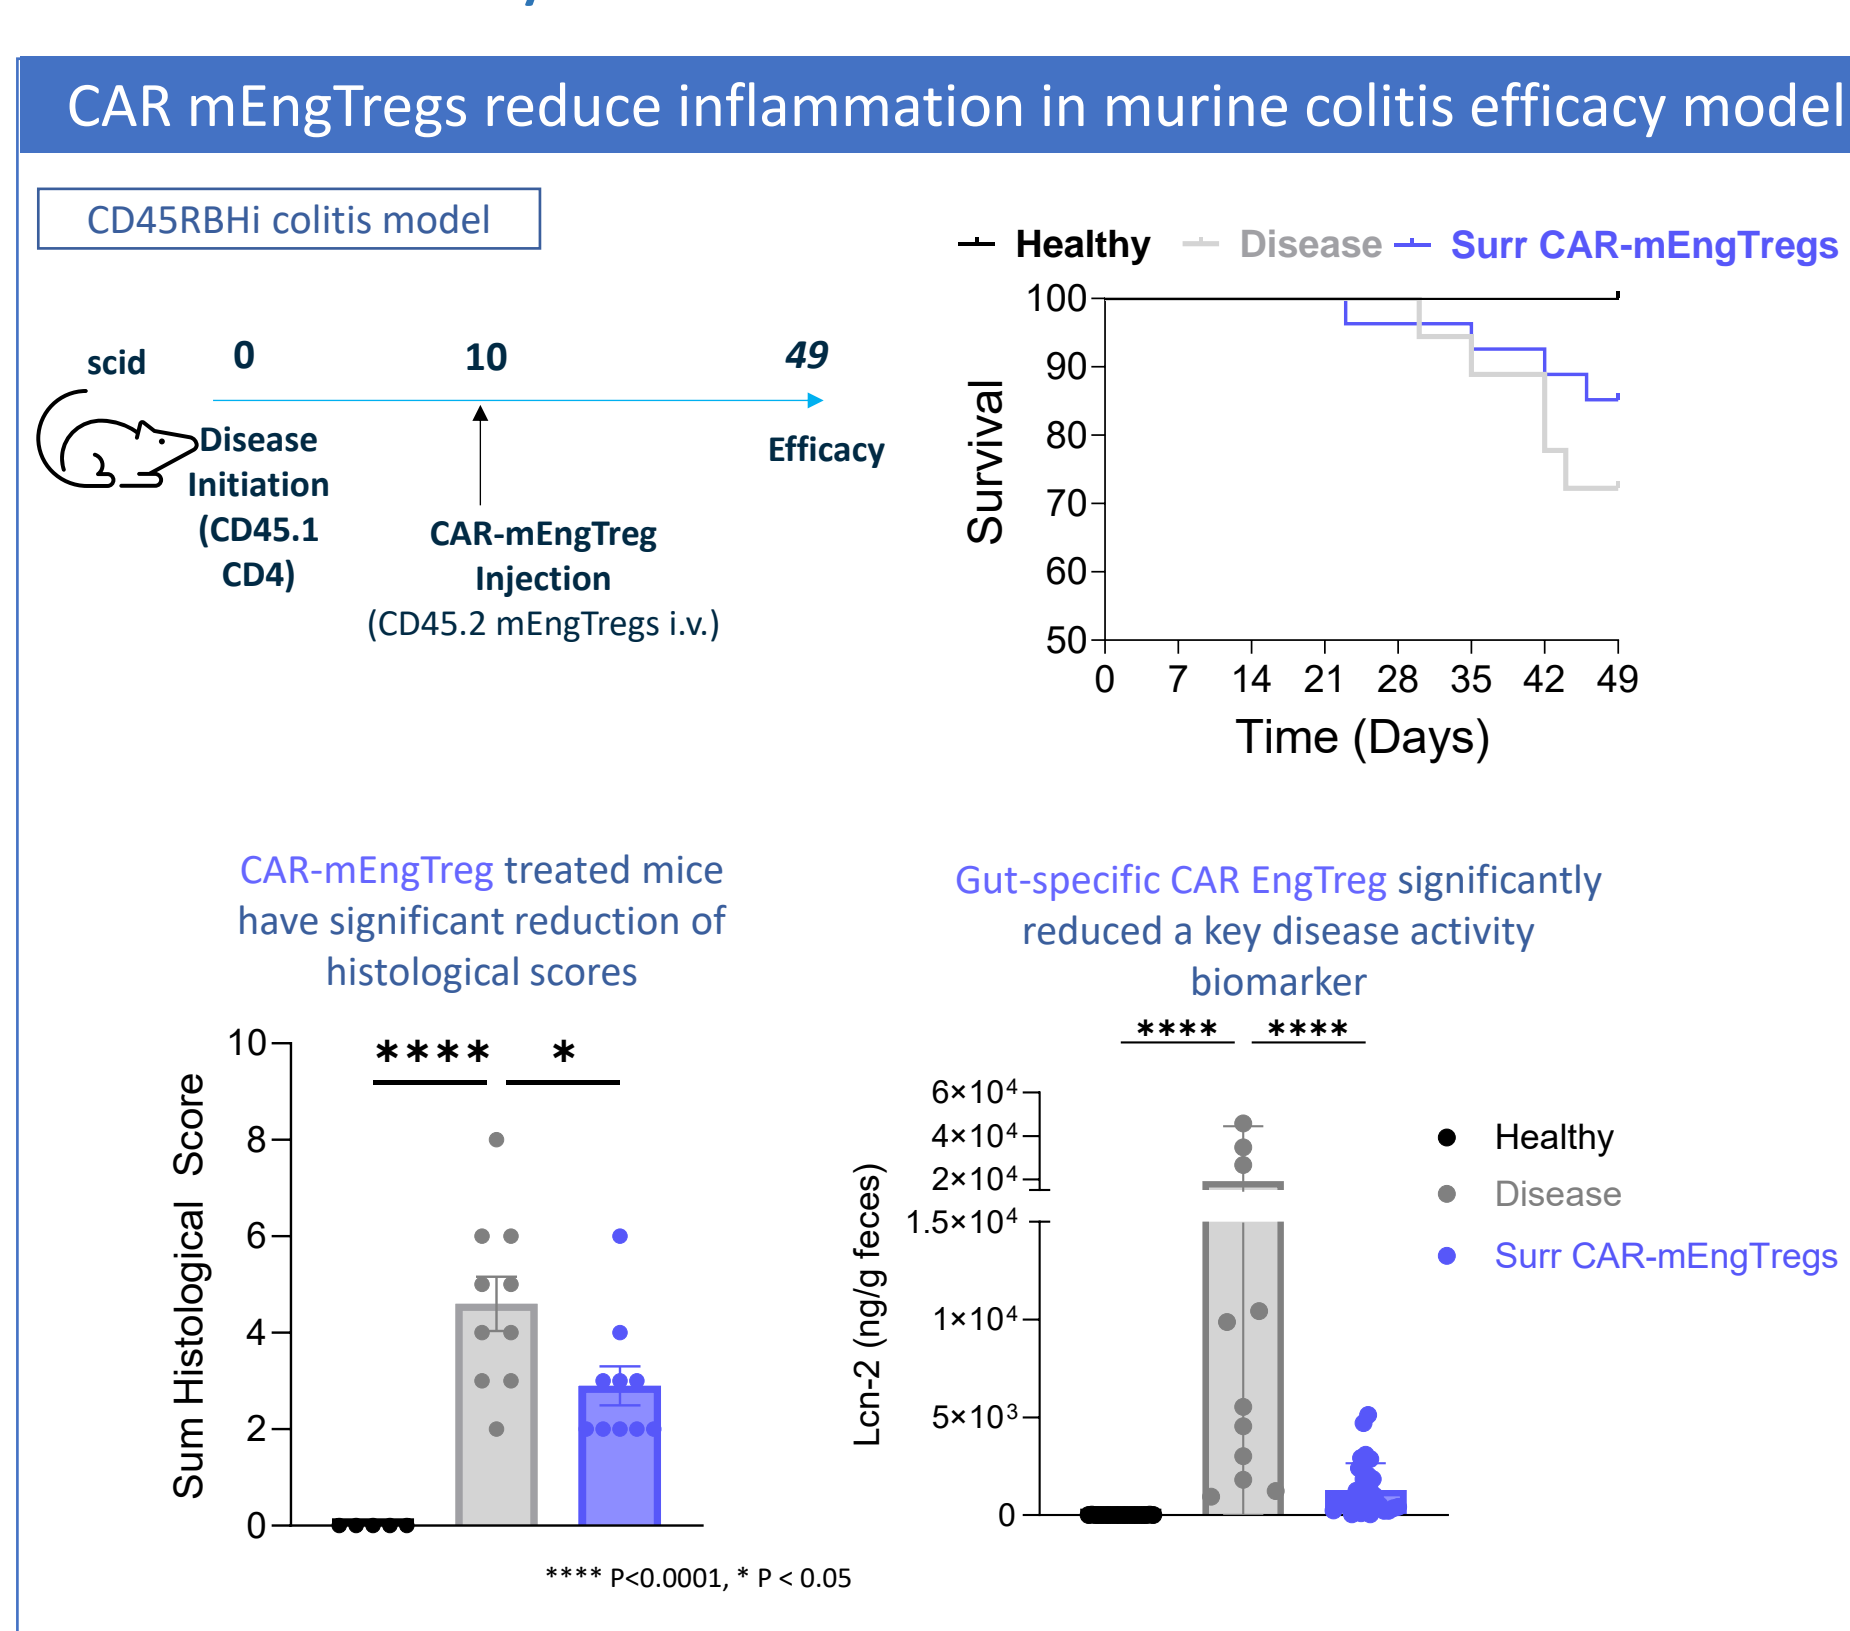 CAR mEngTregs reduce inflammation in murine colitis efficacy model
CD45RBHi colitis model
scid
0
10
49
Disease
Initiation
(CD45.1
CD4)
CAR-mEngTreg
Injection
(CD45.2 mEngTregs i.v.)
Efficacy
Healthy Disease Surr CAR-mEngTregs
Survival
100
90
80
70
60
50
0 7 14 21 28 35 42 49
Time (Days)
CAR-mEngTreg treated mice
have significant reduction of
histological scores
Sum Histological Score
10
8
6
4
2
0
**** *
**** P<0.0001, * P < 0.05
Gut-specific CAR EngTreg significantly
reduced a key disease activity
biomarker
**** ****
Lcn-2 (ng/g feces)
6×10⁴
4×10⁴
2×10⁴
1.5×10⁴
1×10⁴
5×10³
0
Healthy
Disease
Surr CAR-mEngTregs